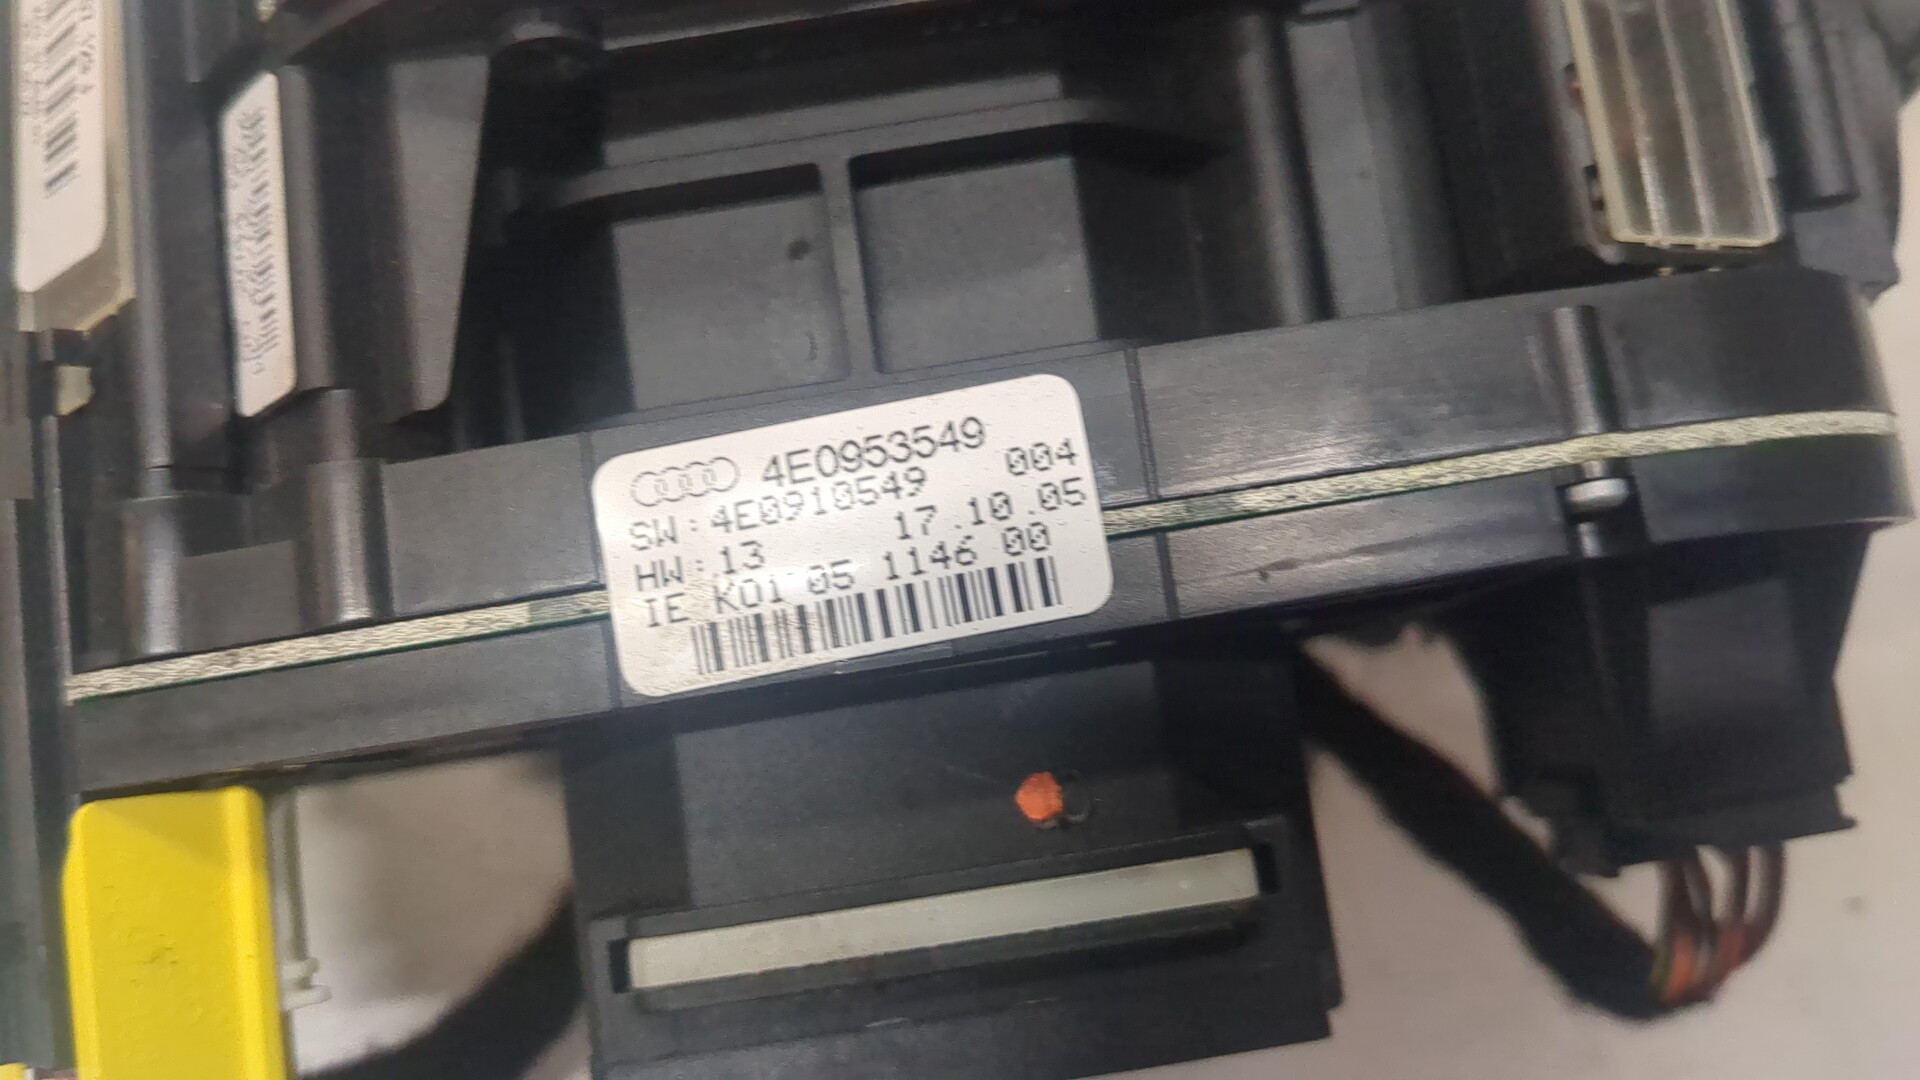 4E0953549
SW: 4E0910549 004
HW: 13 17.10.05
IE K01 05 1146 00